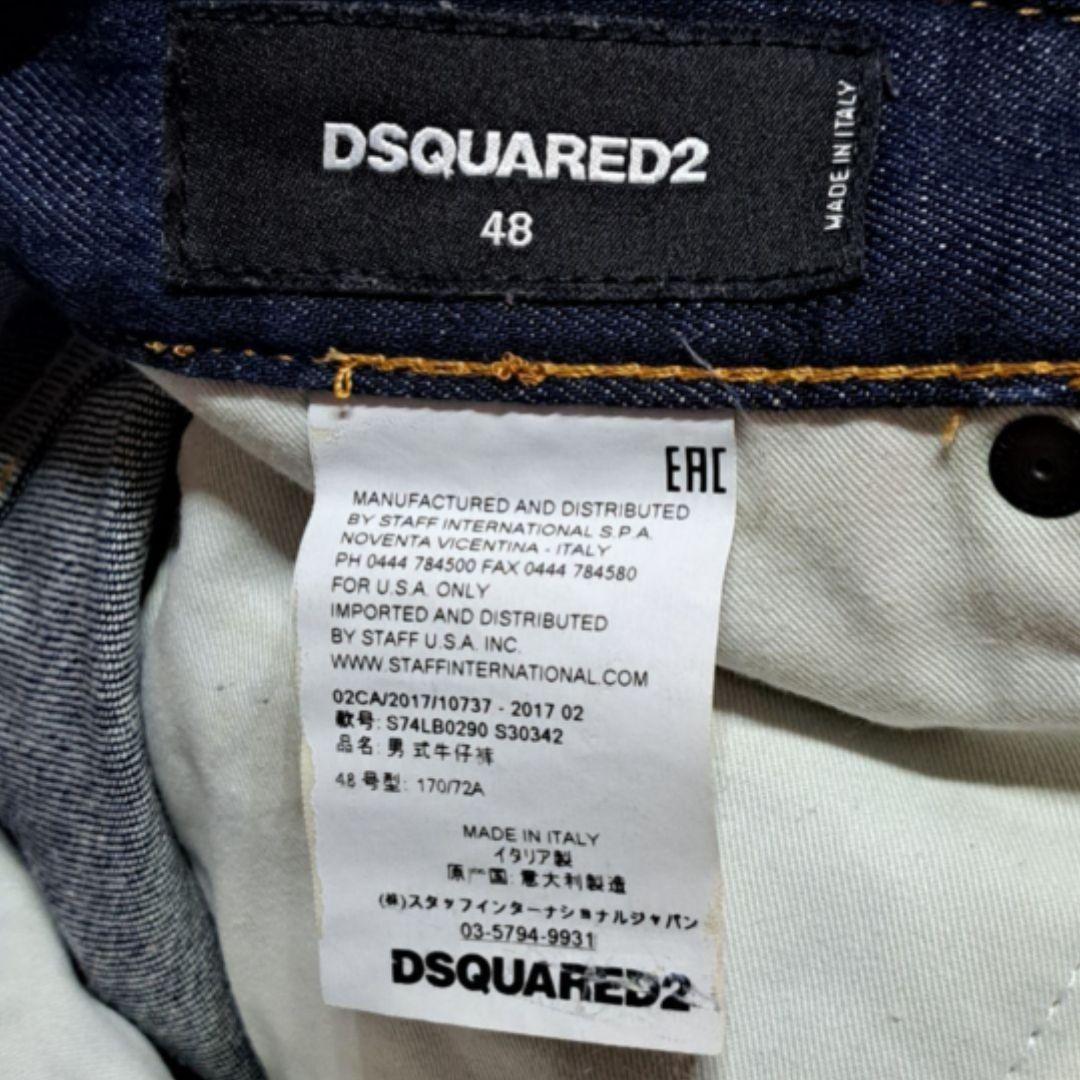 DSQUARED2
48
MADE IN ITALY
EAC
MANUFACTURED AND DISTRIBUTED
BY STAFF INTERNATIONAL S.P.A.
NOVENTA VICENTINA - ITALY
PH 0444 784500 FAX 0444 784580
FOR U.S.A. ONLY
IMPORTED AND DISTRIBUTED
BY STAFF U.S.A. INC.
WWW.STAFFINTERNATIONAL.COM
02CA/2017/10737 - 2017 02
款号: S74LB0290 S30342
品名: 男式牛仔裤
48 号型: 170/72A
MADE IN ITALY
イタリア製
原产国: 意大利製造
(株)スタッフインターナショナルジャパン
03-5794-9931
DSQUARED2